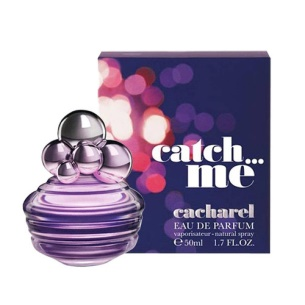 catch...
me
cacharel
EAU DE PARFUM
vaporisateur - natural spray
℮ 50ml 1.7 FL.OZ.